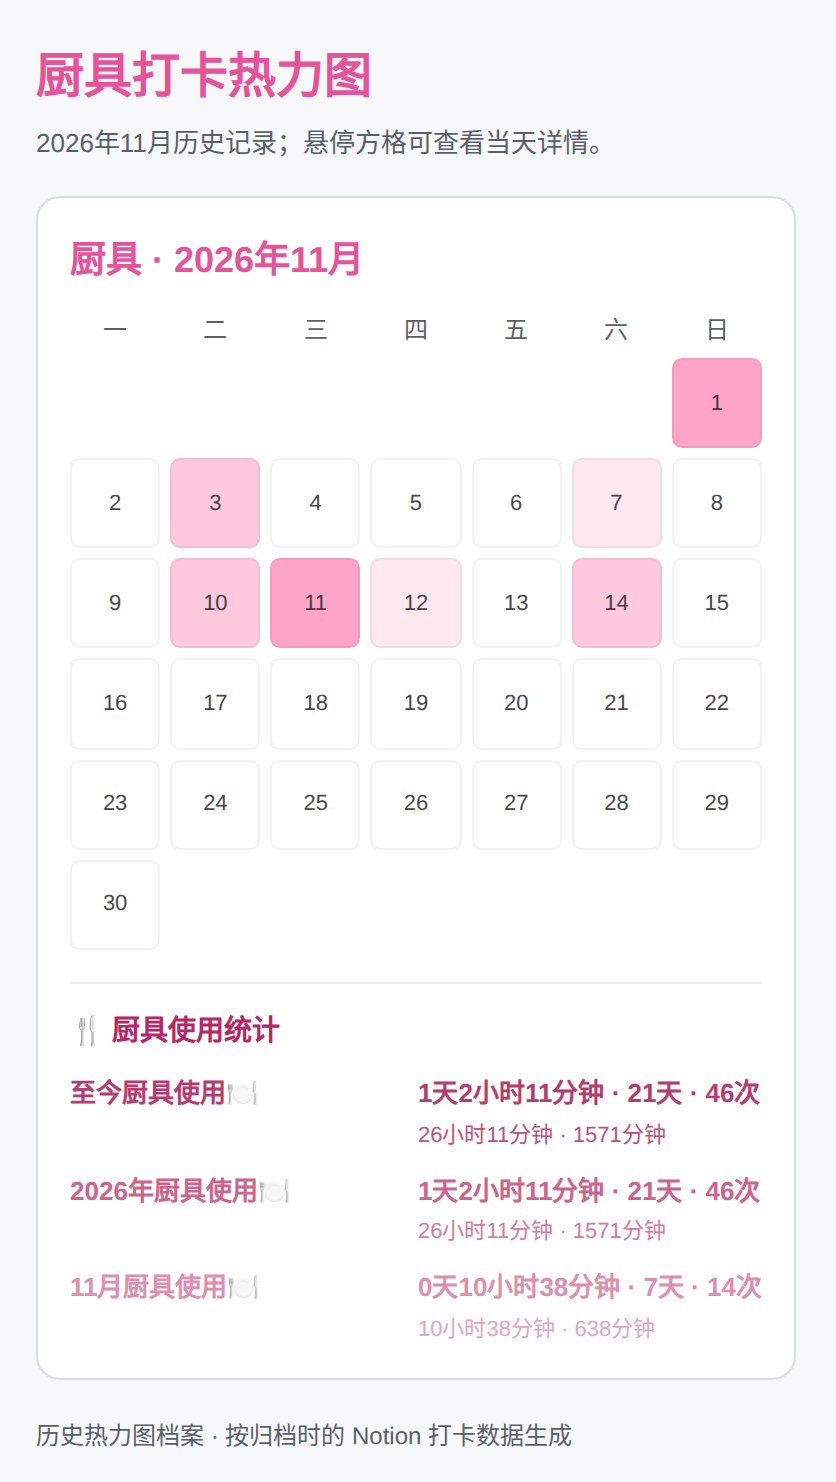 厨具打卡热力图
2026年11月历史记录；悬停方格可查看当天详情。
厨具 · 2026年11月
一 二 三 四 五 六 日
1
2 3 4 5 6 7 8
9 10 11 12 13 14 15
16 17 18 19 20 21 22
23 24 25 26 27 28 29
30
🍴 厨具使用统计
至今厨具使用🍽️ 1天2小时11分钟 · 21天 · 46次
26小时11分钟 · 1571分钟
2026年厨具使用🍽️ 1天2小时11分钟 · 21天 · 46次
26小时11分钟 · 1571分钟
11月厨具使用🍽️ 0天10小时38分钟 · 7天 · 14次
10小时38分钟 · 638分钟
历史热力图档案 · 按归档时的 Notion 打卡数据生成